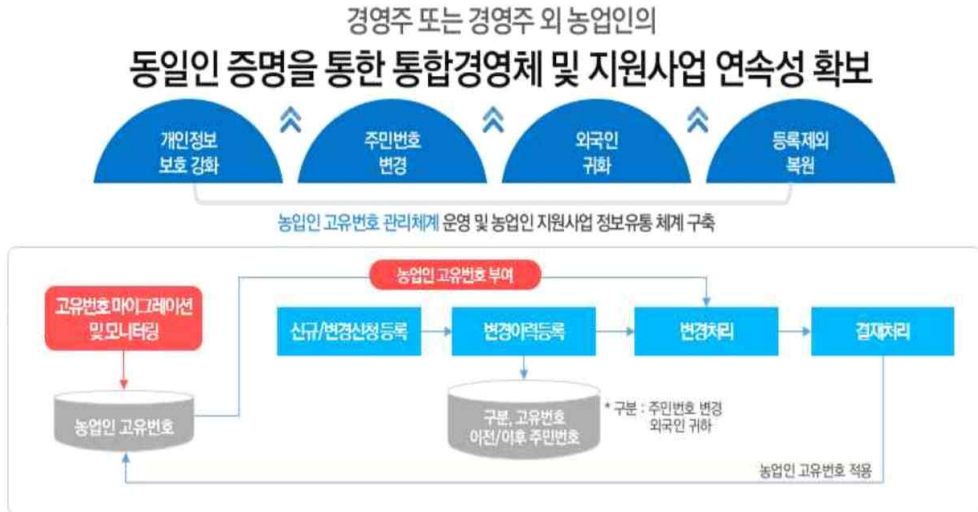 경영주 또는 경영주 외 농업인의
동일인 증명을 통한 통합경영체 및 지원사업 연속성 확보
개인정보
보호 강화
주민번호
변경
외국인
귀화
등록제외
복원
농입인 고유번호 관리체계 운영 및 농업인 지원사업 정보유통 체계 구축
농업인 고유번호 부여
고유번호 마이그레이션
및 모니터링
신규/변경신청 등록
변경이력등록
변경처리
결재처리
농업인 고유번호
구분, 고유번호
이전/이후 주민번호
* 구분 : 주민번호 변경
외국인 귀하
농업인 고유번호 적용